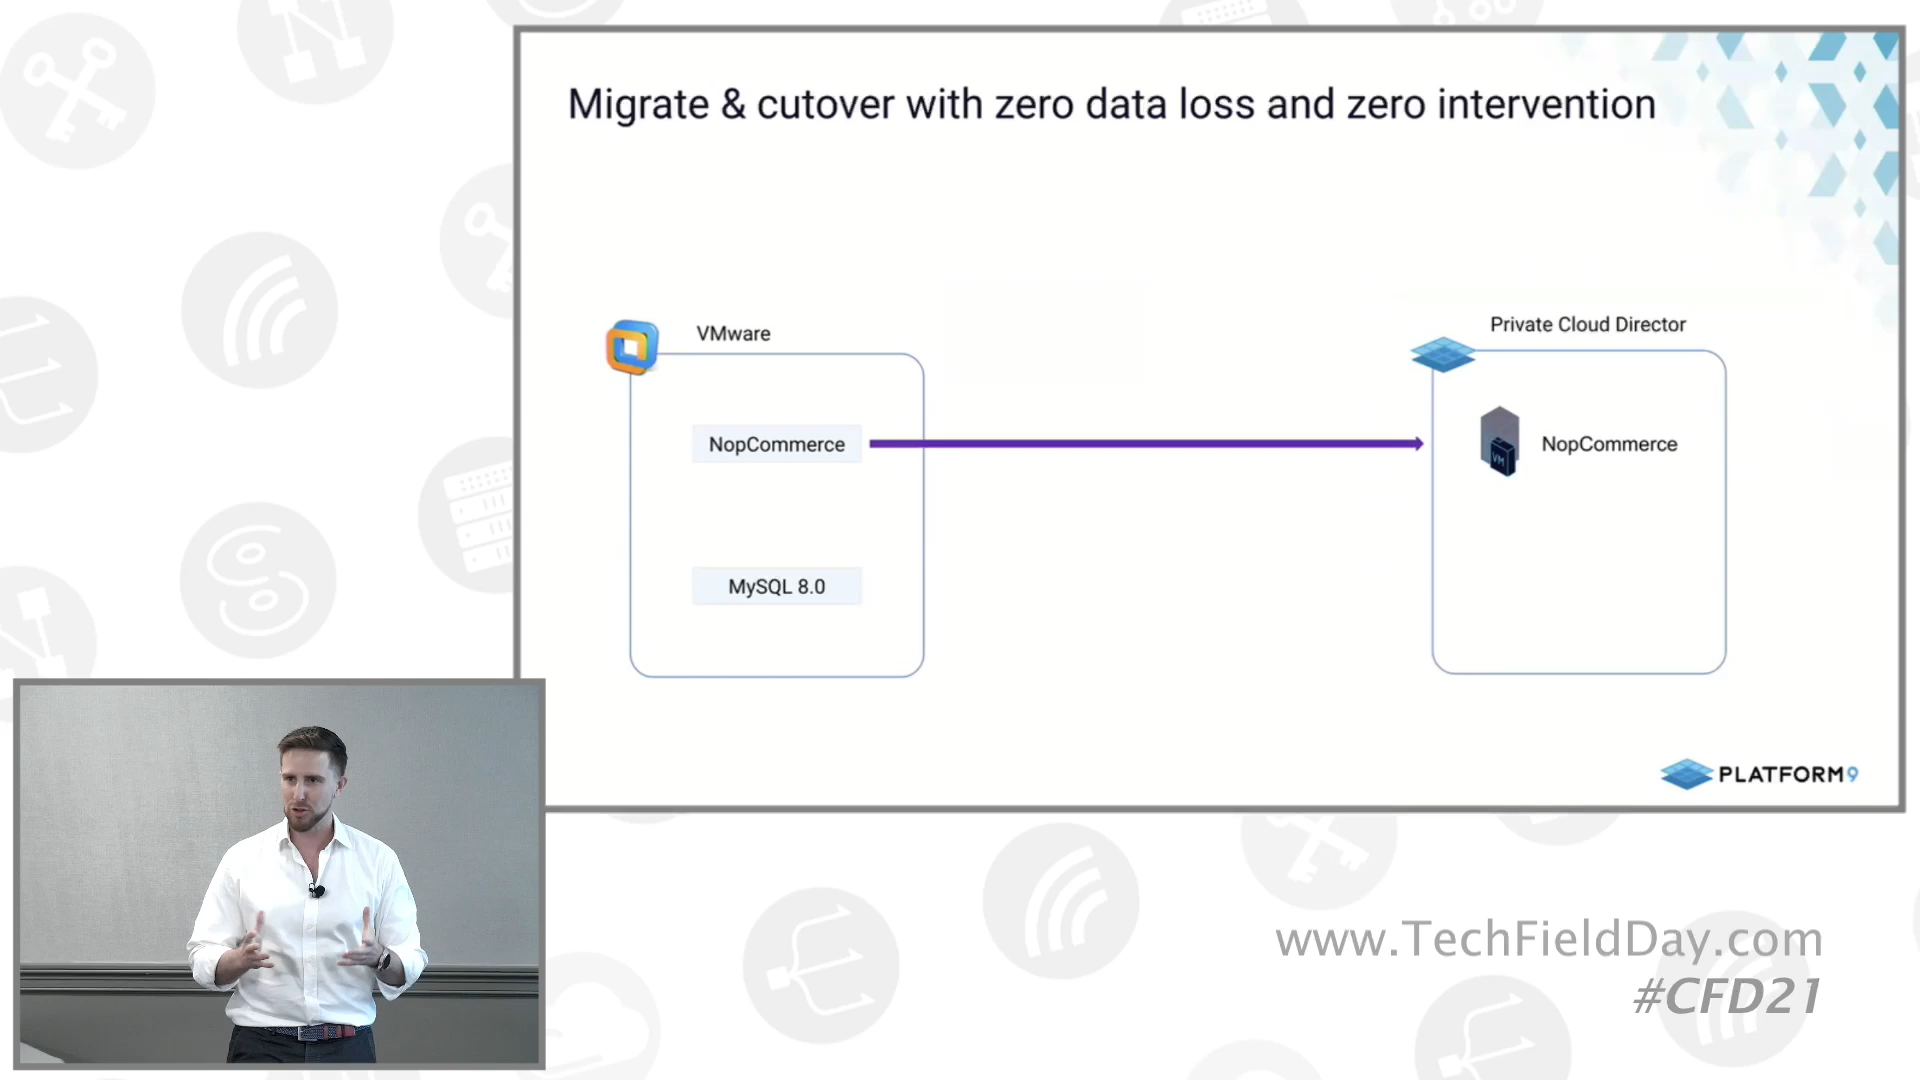 Migrate & cutover with zero data loss and zero intervention
VMware
Private Cloud Director
NopCommerce
VM
NopCommerce
MySQL 8.0
PLATFORM9
www.TechFieldDay.com
#CFD21